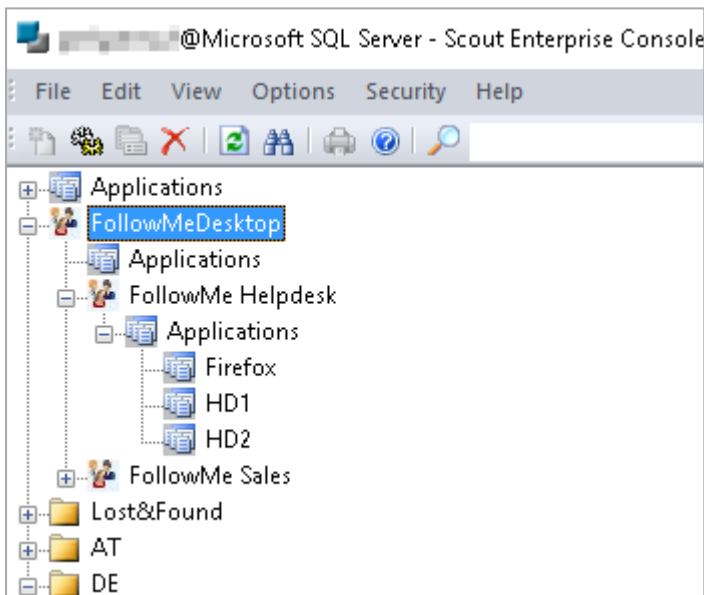 @Microsoft SQL Server - Scout Enterprise Console
File Edit View Options Security Help
Applications
FollowMeDesktop
Applications
FollowMe Helpdesk
Applications
Firefox
HD1
HD2
FollowMe Sales
Lost&Found
AT
DE